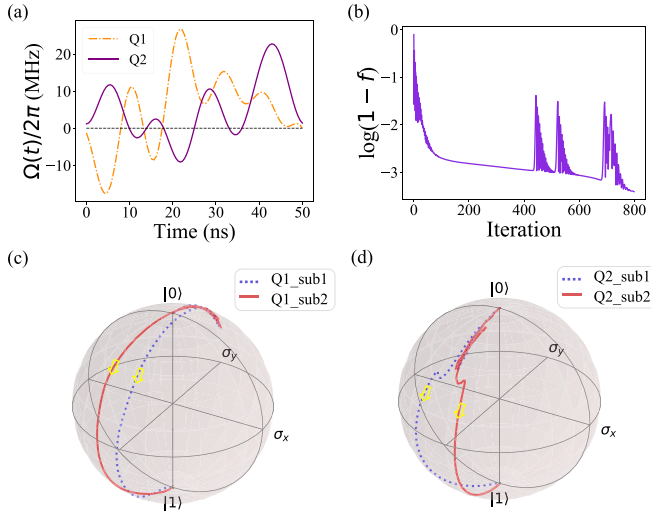 (a)
Q1
Q2
Ω(t)/2π (MHz)
20
10
0
−10
0
10
20
30
40
50
Time (ns)
(b)
log(1 − f)
0
−1
−2
−3
0
200
400
600
800
Iteration
(c)
Q1_sub1
Q1_sub2
|0⟩
σy
σx
|1⟩
(d)
Q2_sub1
Q2_sub2
|0⟩
σy
σx
|1⟩